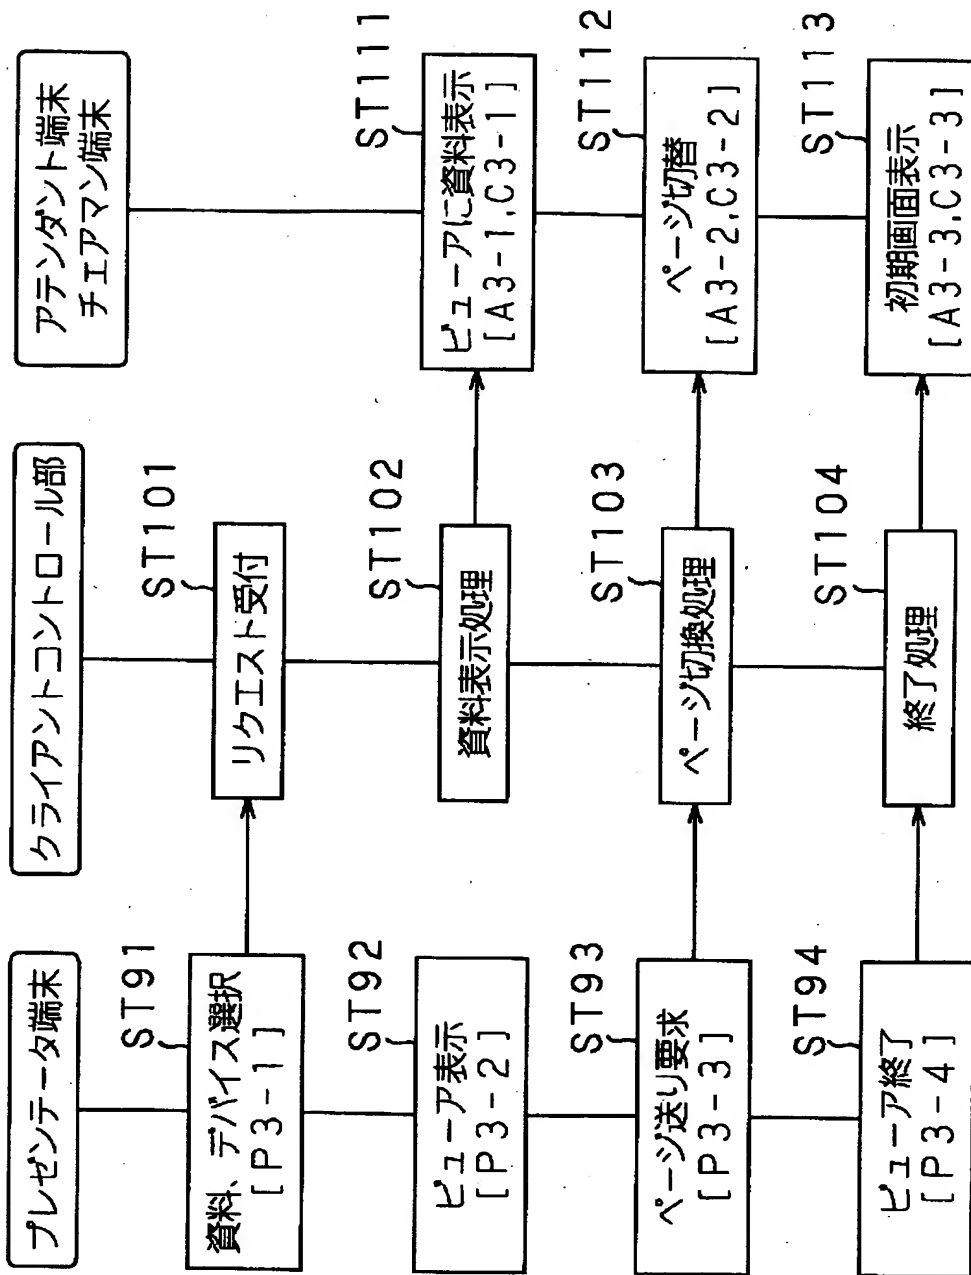 プレゼンテータ端末
ST91
資料、デバイス選択
[P3-1]
ST92
ビューア表示
[P3-2]
ST93
ページ送り要求
[P3-3]
ST94
ビューア終了
[P3-4]
クライアントコントロール部
ST101
リクエスト受付
ST102
資料表示処理
ST103
ページ切換処理
ST104
終了処理
アテンダント端末
チェアマン端末
ST111
ビューアに資料表示
[A3-1,C3-1]
ST112
ページ切替
[A3-2,C3-2]
ST113
初期画面表示
[A3-3,C3-3]